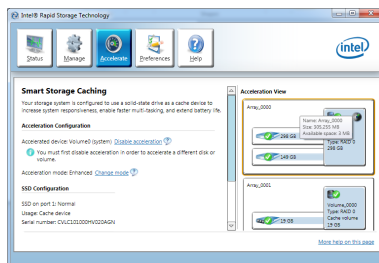 Intel® Rapid Storage Technology
Status
Manage
Accelerate
Preferences
Help
intel
Smart Storage Caching
Your storage system is configured to use a solid-state drive as a cache device to
increase system responsiveness, enable faster multi-tasking, and extend battery life.
Acceleration Configuration
Accelerated device: Volume0 (system) Disable acceleration
You must first disable acceleration in order to accelerate a different disk or
volume.
Acceleration mode: Enhanced Change mode
SSD Configuration
SSD on port 1: Normal
Usage: Cache device
Serial number: CVLC101000HV020AGN
Acceleration View
Array_0000
Name: Array_0000
Size: 305,255 MB
Available space: 5 MB
298 GB
Type: RAID 0
298 GB
149 GB
Array_0001
Volume_0000
Type: RAID 0
Cache volume
19 GB
19 GB
More help on this page